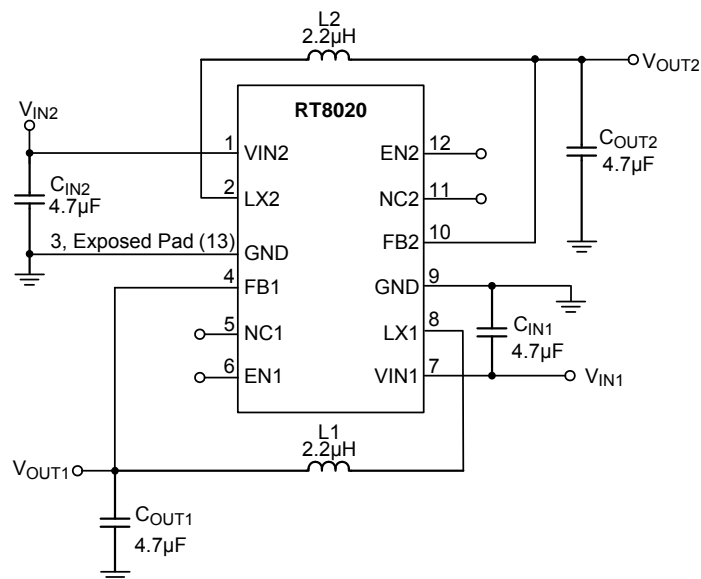 L2
2.2µH
VOUT2
VIN2
RT8020
COUT2
4.7µF
1
VIN2
EN2
12
CIN2
4.7µF
2
LX2
NC2
11
3, Exposed Pad (13)
GND
FB2
10
4
FB1
GND
9
5
NC1
LX1
8
CIN1
4.7µF
6
EN1
VIN1
7
VIN1
L1
2.2µH
VOUT1
COUT1
4.7µF